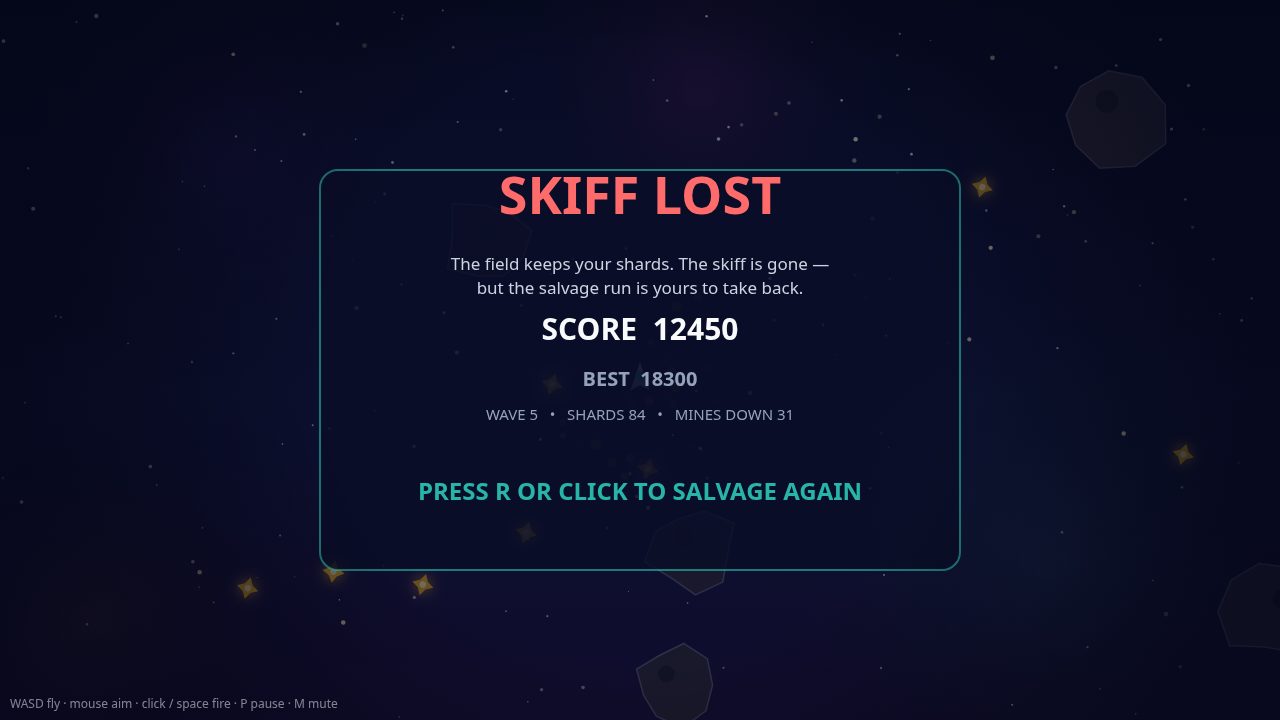 SKIFF LOST
The field keeps your shards. The skiff is gone —
but the salvage run is yours to take back.
SCORE 12450
BEST 18300
WAVE 5 • SHARDS 84 • MINES DOWN 31
PRESS R OR CLICK TO SALVAGE AGAIN
WASD fly · mouse aim · click / space fire · P pause · M mute